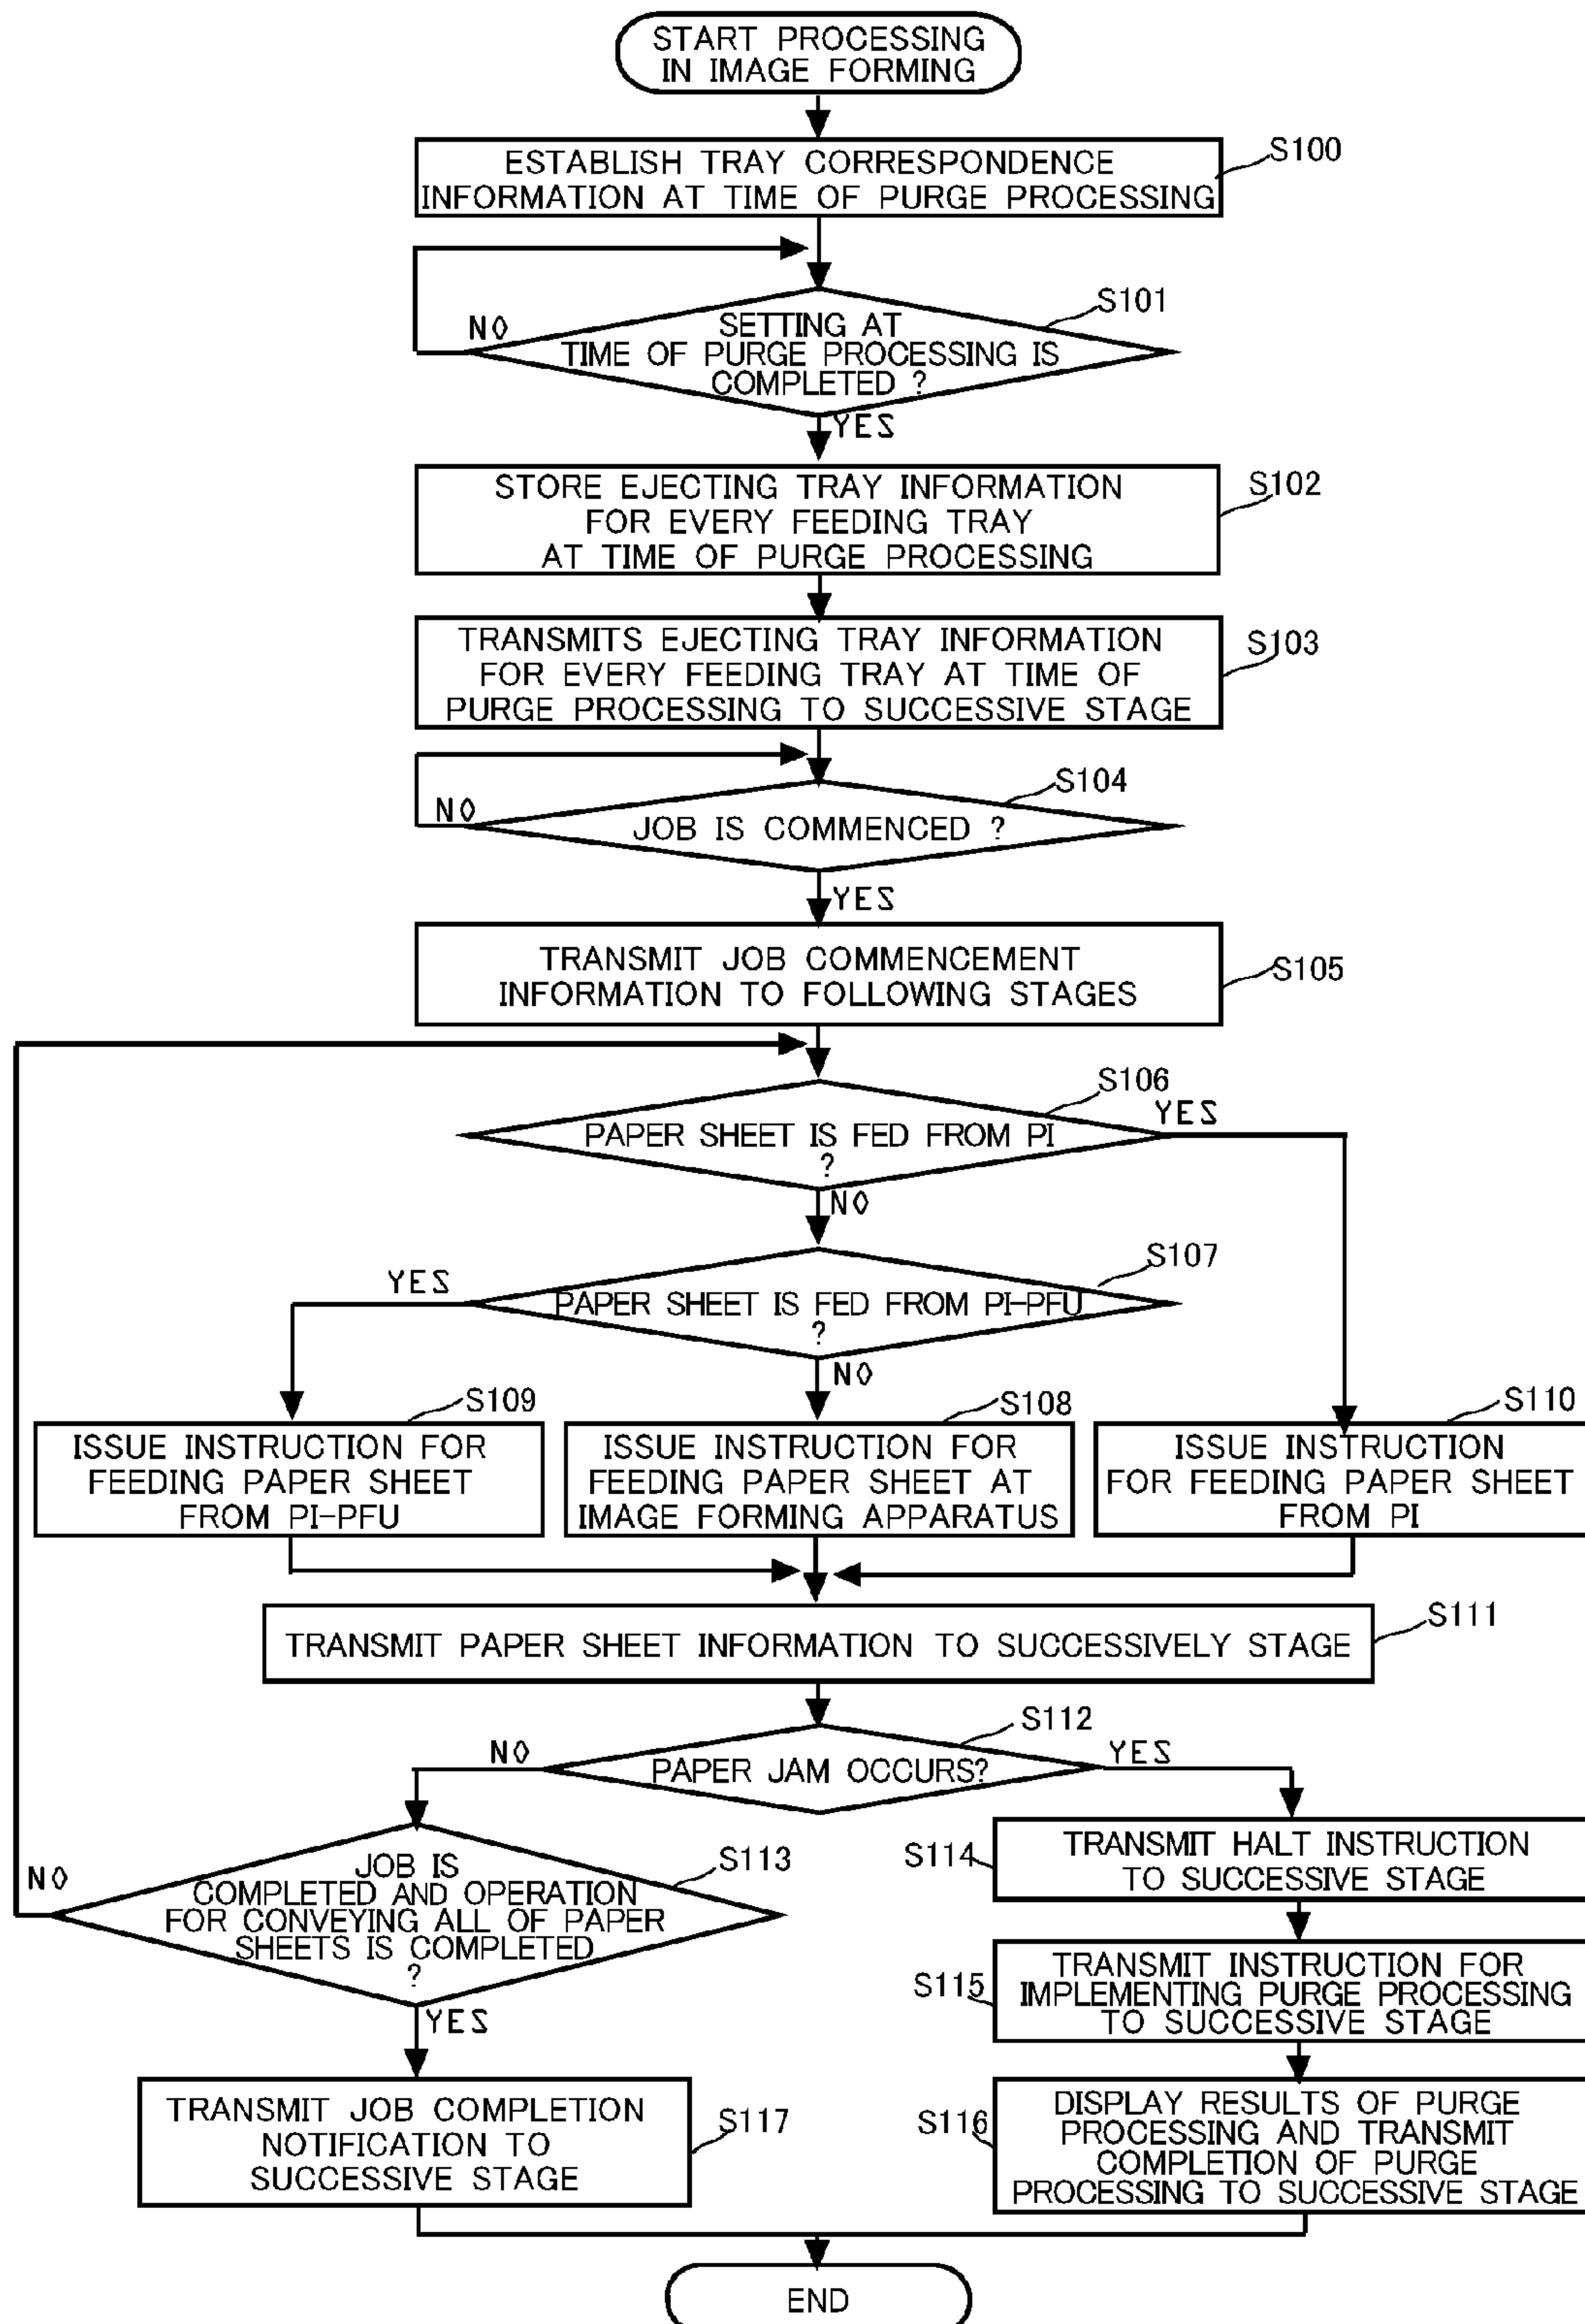 START PROCESSING
IN IMAGE FORMING
ESTABLISH TRAY CORRESPONDENCE
INFORMATION AT TIME OF PURGE PROCESSING
S100
S101
NO
SETTING AT
TIME OF PURGE PROCESSING IS
COMPLETED ?
YES
STORE EJECTING TRAY INFORMATION
FOR EVERY FEEDING TRAY
AT TIME OF PURGE PROCESSING
S102
TRANSMITS EJECTING TRAY INFORMATION
FOR EVERY FEEDING TRAY AT TIME OF
PURGE PROCESSING TO SUCCESSIVE STAGE
S103
S104
NO
JOB IS COMMENCED ?
YES
TRANSMIT JOB COMMENCEMENT
INFORMATION TO FOLLOWING STAGES
S105
S106
YES
PAPER SHEET IS FED FROM PI
?
NO
S107
YES
PAPER SHEET IS FED FROM PI-PFU
?
NO
S109
ISSUE INSTRUCTION FOR
FEEDING PAPER SHEET
FROM PI-PFU
S108
ISSUE INSTRUCTION FOR
FEEDING PAPER SHEET AT
IMAGE FORMING APPARATUS
S110
ISSUE INSTRUCTION
FOR FEEDING PAPER SHEET
FROM PI
S111
TRANSMIT PAPER SHEET INFORMATION TO SUCCESSIVELY STAGE
S112
NO
YES
PAPER JAM OCCURS?
S113
NO
JOB IS
COMPLETED AND OPERATION
FOR CONVEYING ALL OF PAPER
SHEETS IS COMPLETED
?
YES
S114
TRANSMIT HALT INSTRUCTION
TO SUCCESSIVE STAGE
S115
TRANSMIT INSTRUCTION FOR
IMPLEMENTING PURGE PROCESSING
TO SUCCESSIVE STAGE
TRANSMIT JOB COMPLETION
NOTIFICATION TO
SUCCESSIVE STAGE
S117
S116
DISPLAY RESULTS OF PURGE
PROCESSING AND TRANSMIT
COMPLETION OF PURGE
PROCESSING TO SUCCESSIVE STAGE
END